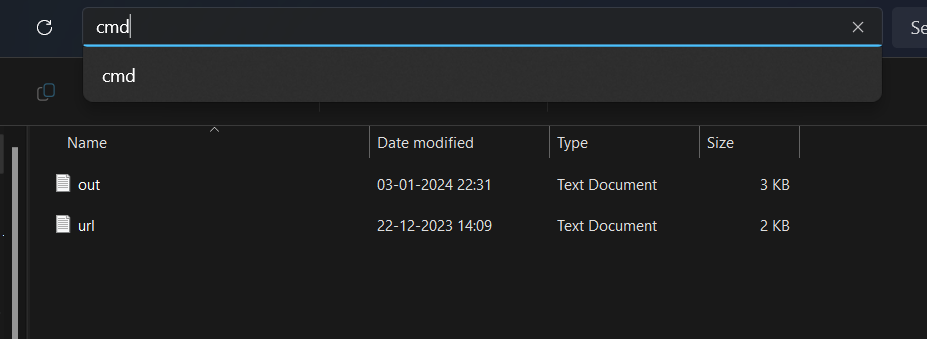 cmd
Se
cmd
Name Date modified Type Size
out 03-01-2024 22:31 Text Document 3 KB
url 22-12-2023 14:09 Text Document 2 KB